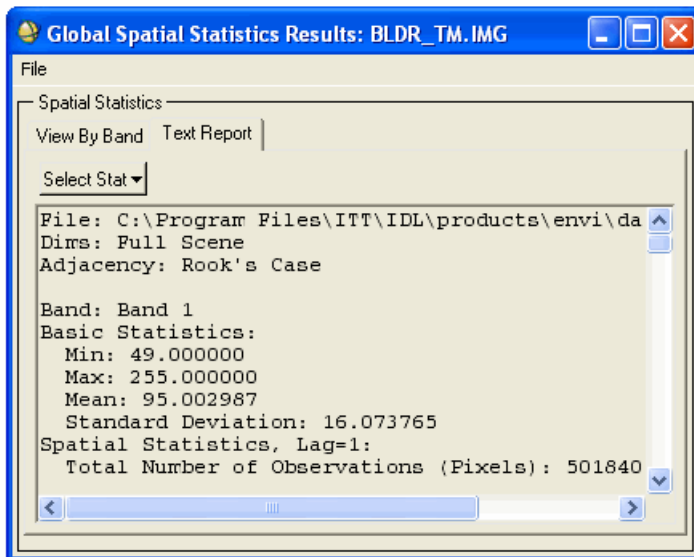 Global Spatial Statistics Results: BLDR_TM.IMG
File
Spatial Statistics
View By Band Text Report
Select Stat
File: C:\Program Files\ITT\IDL\products\envi\da
Dims: Full Scene
Adjacency: Rook's Case
Band: Band 1
Basic Statistics:
Min: 49.000000
Max: 255.000000
Mean: 95.002987
Standard Deviation: 16.073765
Spatial Statistics, Lag=1:
Total Number of Observations (Pixels): 501840